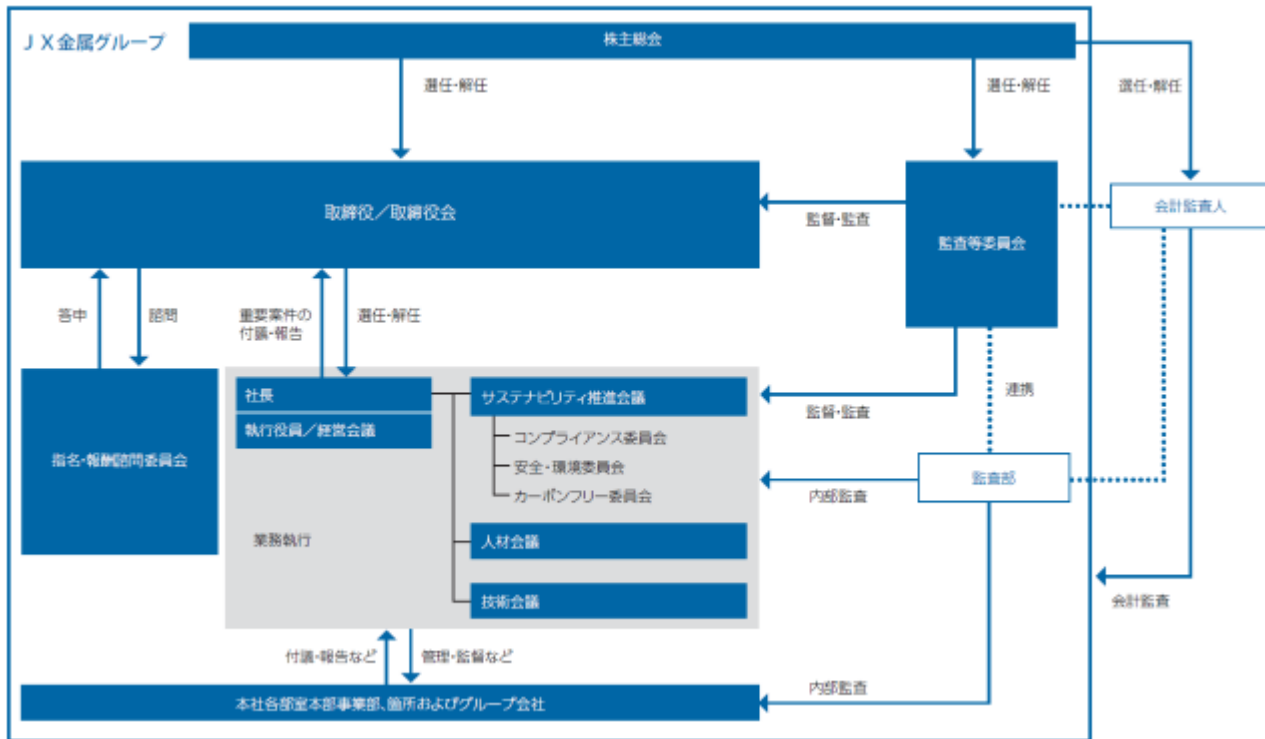 JX金属グループ
株主総会
選任・解任
選任・解任
選任・解任
取締役/取締役会
監督・監査
監査等委員会
会計監査人
答申
諮問
重要案件の
付議・報告
選任・解任
指名・報酬諮問委員会
社長
執行役員/経営会議
業務執行
サステナビリティ推進会議
コンプライアンス委員会
安全・環境委員会
カーボンフリー委員会
人材会議
技術会議
監督・監査
連携
監査部
内部監査
会計監査
付議・報告など
管理・監督など
内部監査
本社各部室本部事業部、箇所およびグループ会社